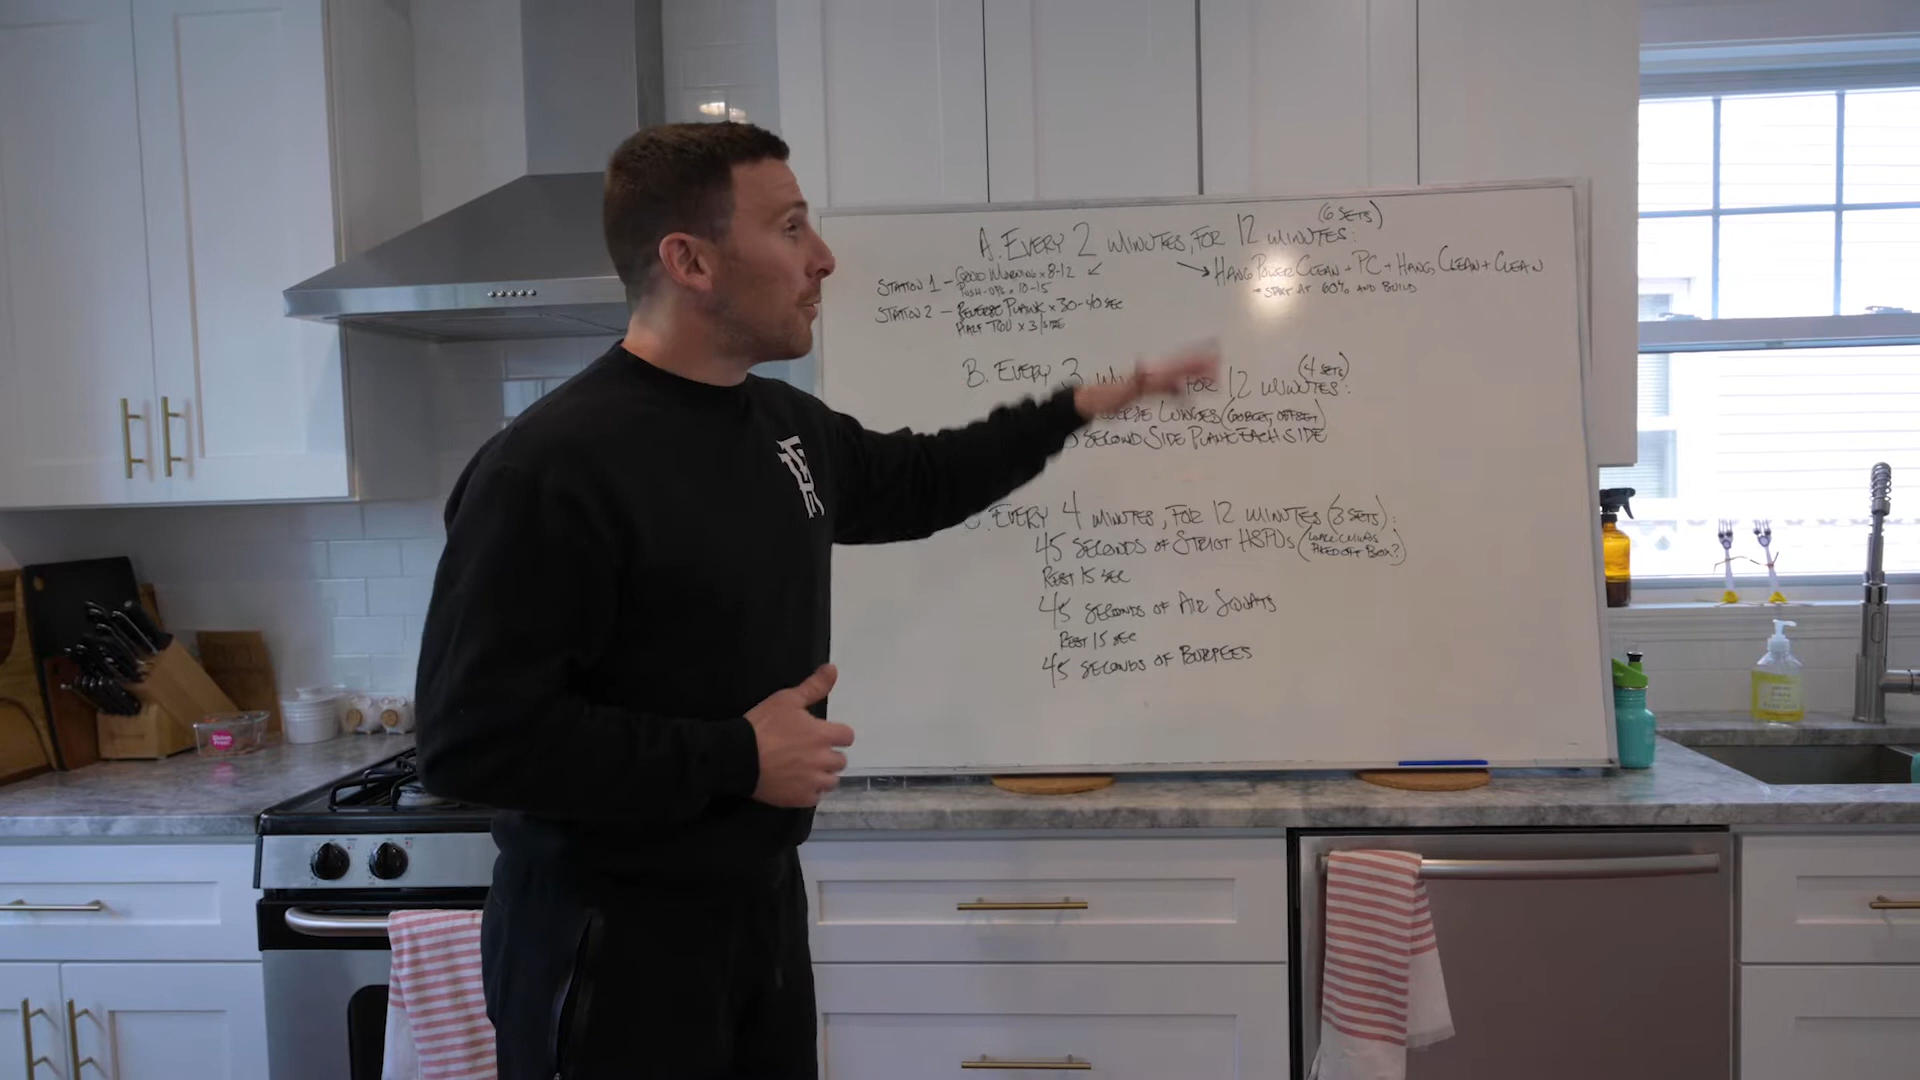 A. EVERY 2 MINUTES, FOR 12 MINUTES: (6 SETS)
STATION 1 - GOOD MORNING x 8-12
PUSH-UPS x 10-15
STATION 2 - REVERSE PLANK x 30-40 SEC
HALF TGU x 3/SIDE
HANG POWER CLEAN + PC + HANG CLEAN + CLEAN
- START AT 60% AND BUILD
B. EVERY 3 FOR 12 MINUTES: (4 SETS)
LUNGES (GOBLET, OFFSET)
SECOND SIDE PLANK EACH SIDE
EVERY 4 MINUTES, FOR 12 MINUTES (3 SETS):
45 SECONDS OF STRICT HSPUs (WALL CLIMBS
PIKED OFF BOX?)
REST 15 SEC
45 SECONDS OF AIR SQUATS
REST 15 SEC
45 SECONDS OF BURPEES